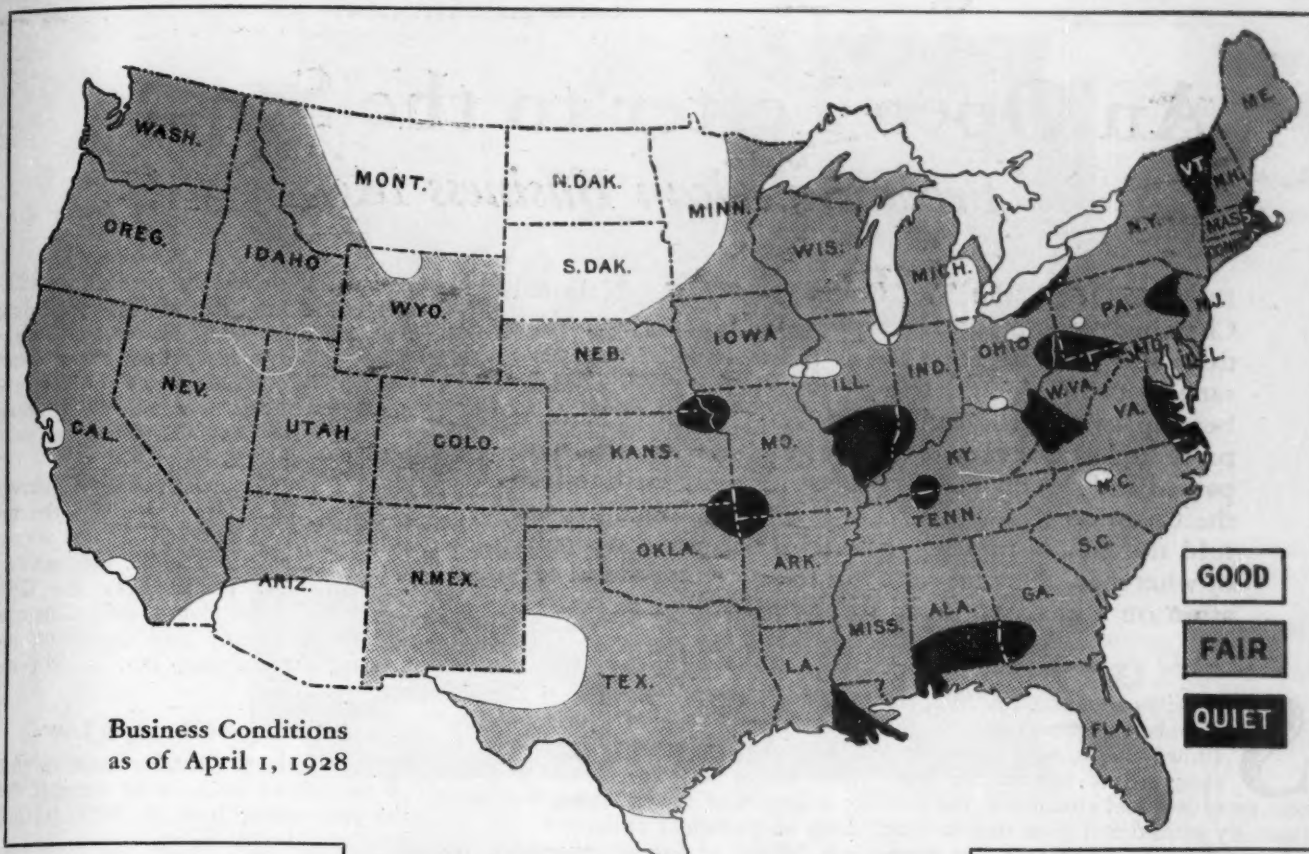 WASH.
MONT.
N.DAK.
MINN.
ME.
VT.
N.H.
OREG.
IDAHO
S.DAK.
WIS.
MICH.
N.Y.
MASS.
CONN.
WYO.
IOWA
PA.
N.J.
NEB.
NEV.
OHIO
DEL.
ILL.
IND.
W.VA.
VA.
CAL.
UTAH
COLO.
KANS.
MO.
KY.
N.C.
TENN.
OKLA.
ARK.
S.C.
ARIZ.
N.MEX.
MISS.
ALA.
GA.
LA.
TEX.
FLA.
GOOD
FAIR
QUIET
Business Conditions
as of April 1, 1928